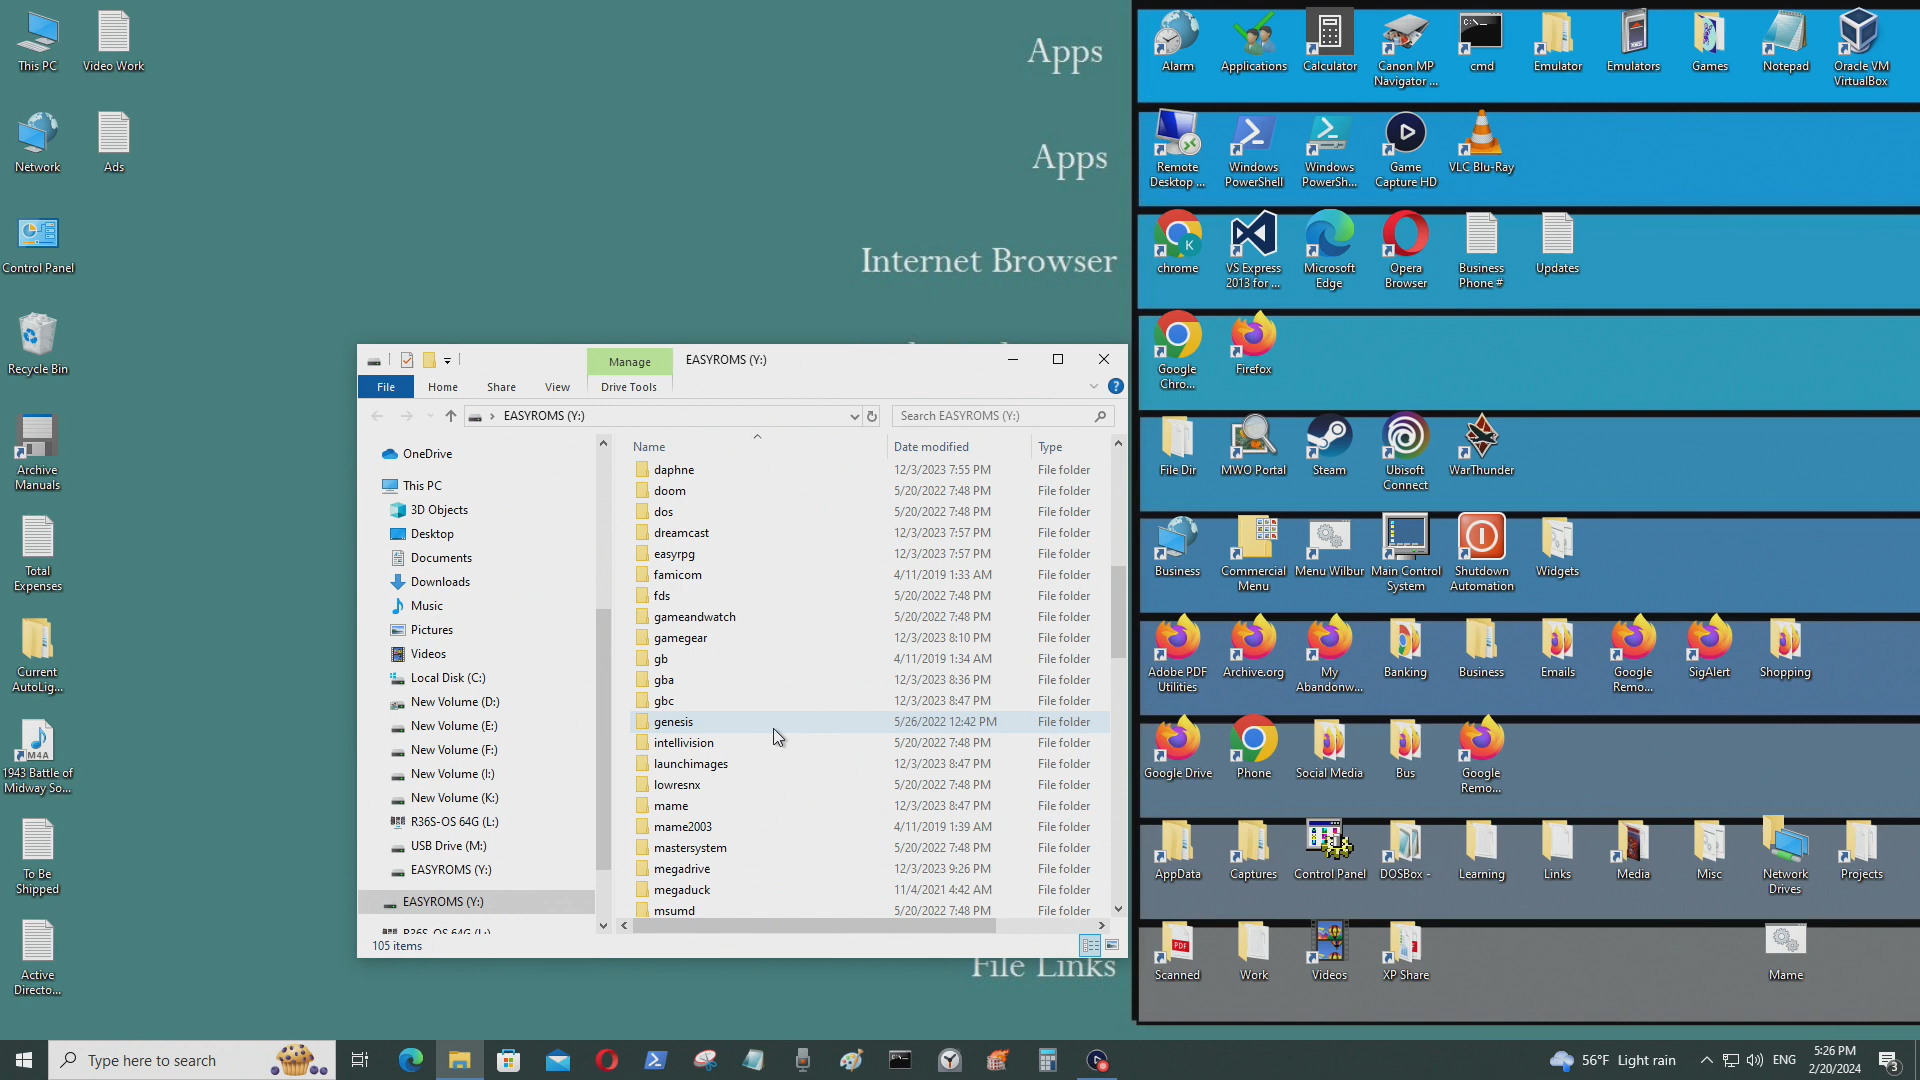 This PC
Video Work
Network
Ads
Control Panel
Recycle Bin
Archive
Manuals
Total
Expenses
Current
AutoLig...
M4A
1943 Battle of
Midway So...
To Be
Shipped
Active
Directo...
Apps
Apps
Internet Browser
File Links
Alarm
Applications
Calculator
Canon MP
Navigator ...
C:\_
cmd
Emulator
Emulators
Games
Notepad
Oracle VM
VirtualBox
Remote
Desktop ...
Windows
PowerShell
Windows
PowerSh...
Game
Capture HD
VLC Blu-Ray
K
chrome
VS Express
2013 for ...
Microsoft
Edge
Opera
Browser
Business
Phone #
Updates
Google
Chro...
Firefox
File Dir
MWO Portal
Steam
Ubisoft
Connect
WarThunder
Business
Commercial
Menu
Menu Wilbur
Main Control
System
Shutdown
Automation
Widgets
Adobe PDF
Utilities
Archive.org
My
Abandonw...
Banking
Business
Emails
Google
Remo...
SigAlert
Shopping
Google Drive
Phone
Social Media
Bus
Google
Remo...
AppData
Captures
Control Panel
DOSBox -
Learning
Links
Media
Misc
Network
Drives
Projects
PDF
Scanned
Work
Videos
XP Share
Mame
Manage
EASYROMS (Y:)
File
Home
Share
View
Drive Tools
EASYROMS (Y:)
Search EASYROMS (Y:)
OneDrive
This PC
3D Objects
Desktop
Documents
Downloads
Music
Pictures
Videos
Local Disk (C:)
New Volume (D:)
New Volume (E:)
New Volume (F:)
New Volume (I:)
New Volume (K:)
R36S-OS 64G (L:)
USB Drive (M:)
EASYROMS (Y:)
EASYROMS (Y:)
R36S-OS 64G (L:)
Name Date modified Type
daphne 12/3/2023 7:55 PM File folder
doom 5/20/2022 7:48 PM File folder
dos 5/20/2022 7:48 PM File folder
dreamcast 12/3/2023 7:57 PM File folder
easyrpg 12/3/2023 7:57 PM File folder
famicom 4/11/2019 1:33 AM File folder
fds 5/20/2022 7:48 PM File folder
gameandwatch 5/20/2022 7:48 PM File folder
gamegear 12/3/2023 8:10 PM File folder
gb 4/11/2019 1:34 AM File folder
gba 12/3/2023 8:36 PM File folder
gbc 12/3/2023 8:47 PM File folder
genesis 5/26/2022 12:42 PM File folder
intellivision 5/20/2022 7:48 PM File folder
launchimages 12/3/2023 8:47 PM File folder
lowresnx 5/20/2022 7:48 PM File folder
mame 12/3/2023 8:47 PM File folder
mame2003 4/11/2019 1:39 AM File folder
mastersystem 5/20/2022 7:48 PM File folder
megadrive 12/3/2023 9:26 PM File folder
megaduck 11/4/2021 4:42 AM File folder
msumd 5/20/2022 7:48 PM File folder
105 items
Type here to search
56°F Light rain
ENG
5:26 PM
2/20/2024
3